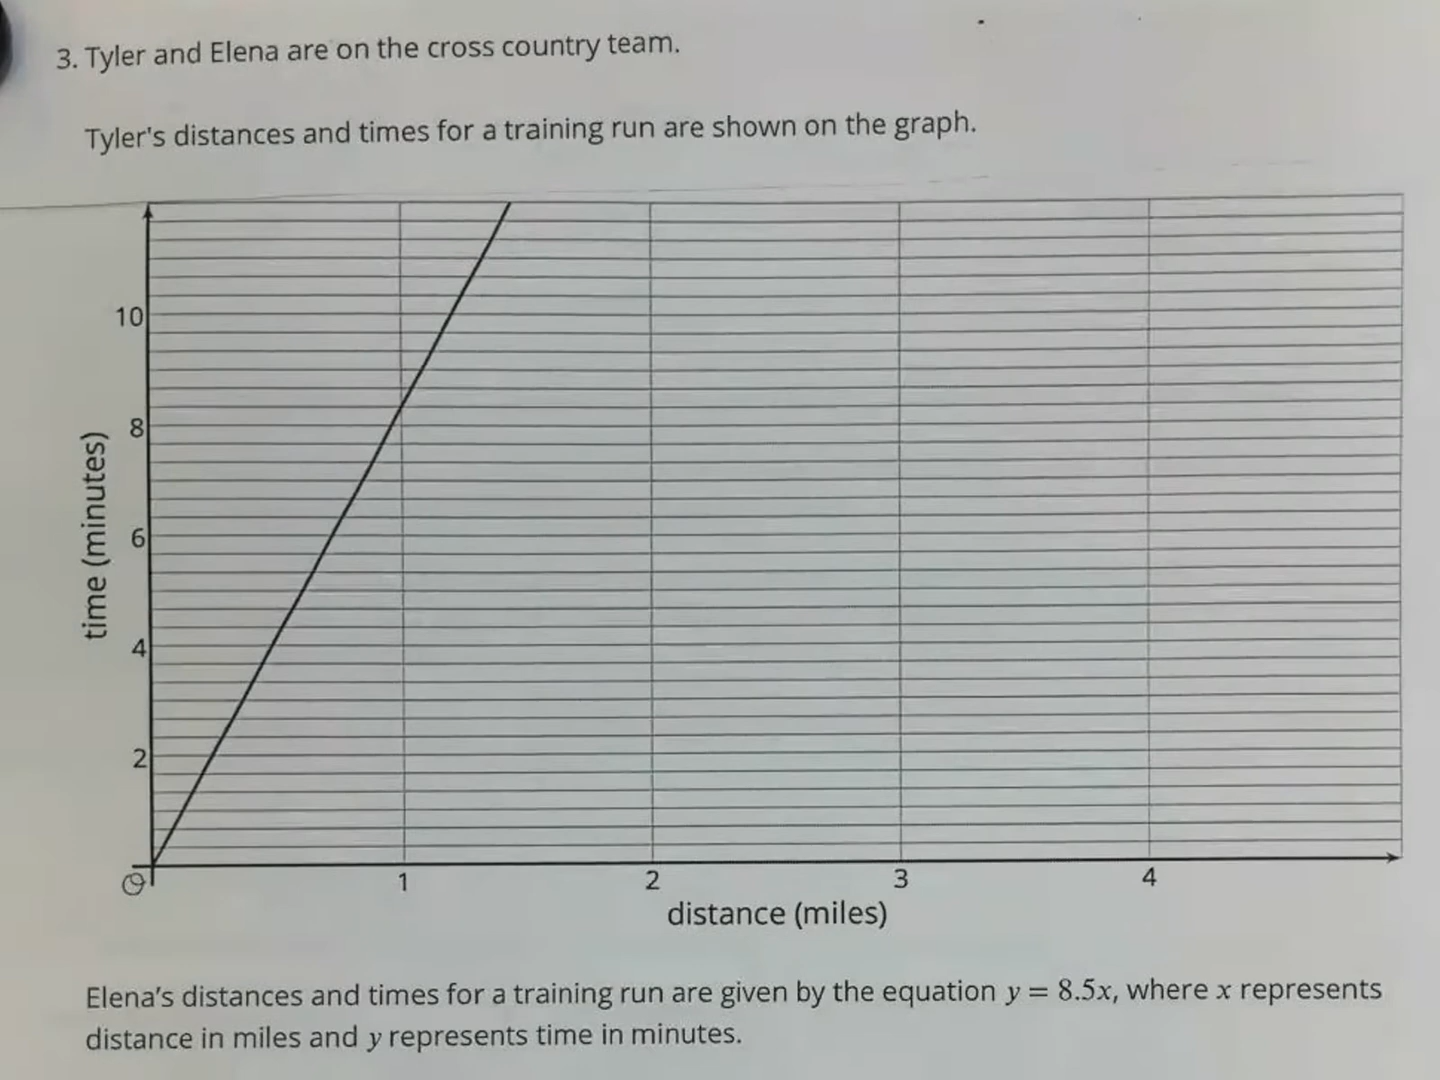 3. Tyler and Elena are on the cross country team.
Tyler's distances and times for a training run are shown on the graph.
10
8
6
4
2
time (minutes)
O
1 2 3 4
distance (miles)
Elena's distances and times for a training run are given by the equation y = 8.5x, where x represents
distance in miles and y represents time in minutes.